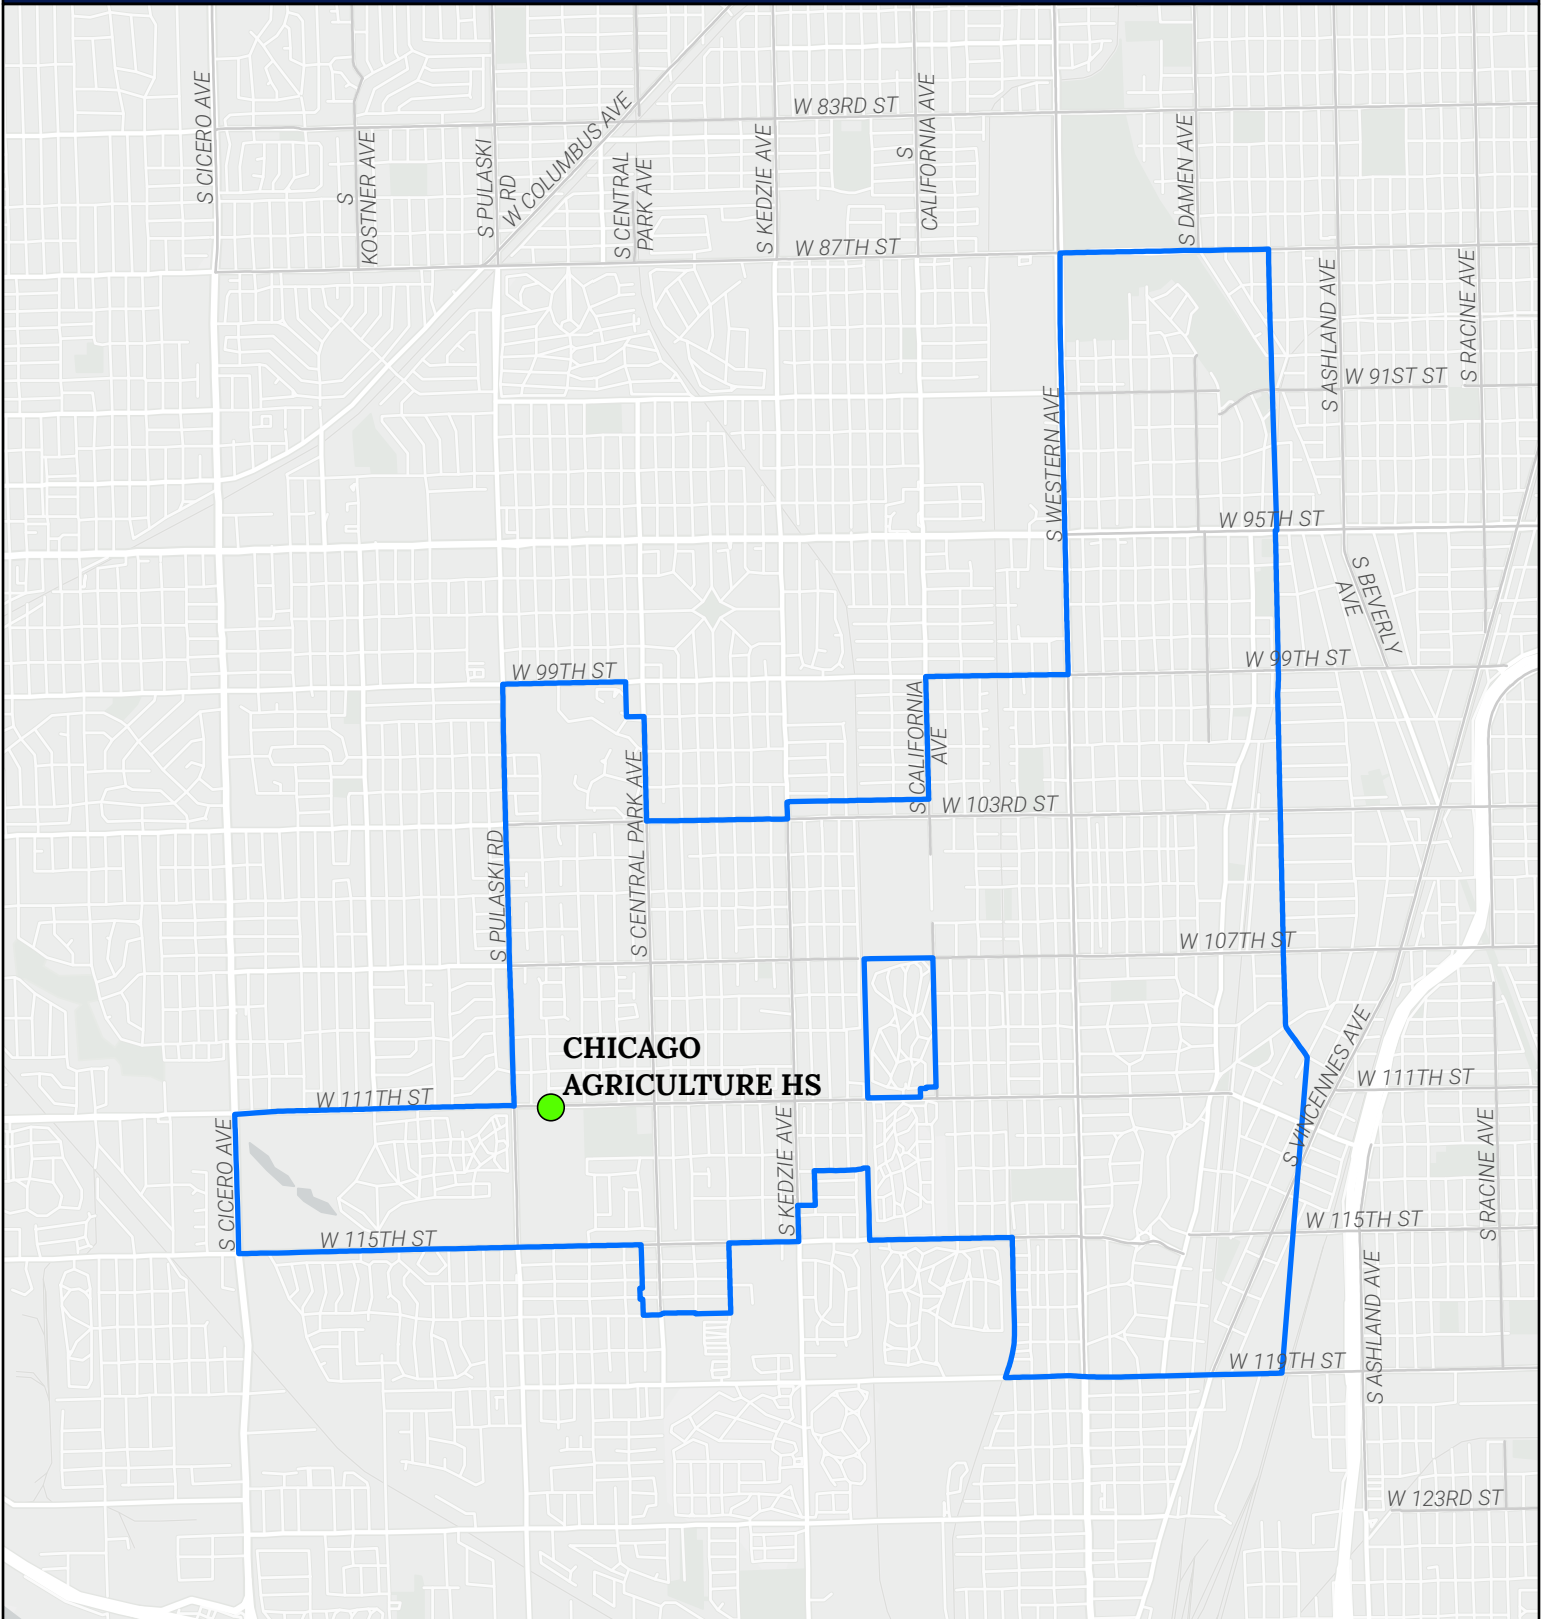 W 83RD ST
S CICERO AVE
S
KOSTNER AVE
S PULASKI
RD
W COLUMBUS AVE
S CENTRAL
PARK AVE
S KEDZIE AVE
S
CALIFORNIA AVE
S DAMEN AVE
W 87TH ST
S ASHLAND AVE
S RACINE AVE
W 91ST ST
S WESTERN AVE
W 95TH ST
S BEVERLY
AVE
W 99TH ST
W 99TH ST
S CALIFORNIA
AVE
S CENTRAL PARK AVE
W 103RD ST
S PULASKI RD
W 107TH ST
CHICAGO
AGRICULTURE HS
S VINCENNES AVE
W 111TH ST
W 111TH ST
S CICERO AVE
S KEDZIE AVE
S RACINE AVE
W 115TH ST
W 115TH ST
S ASHLAND AVE
W 119TH ST
W 123RD ST